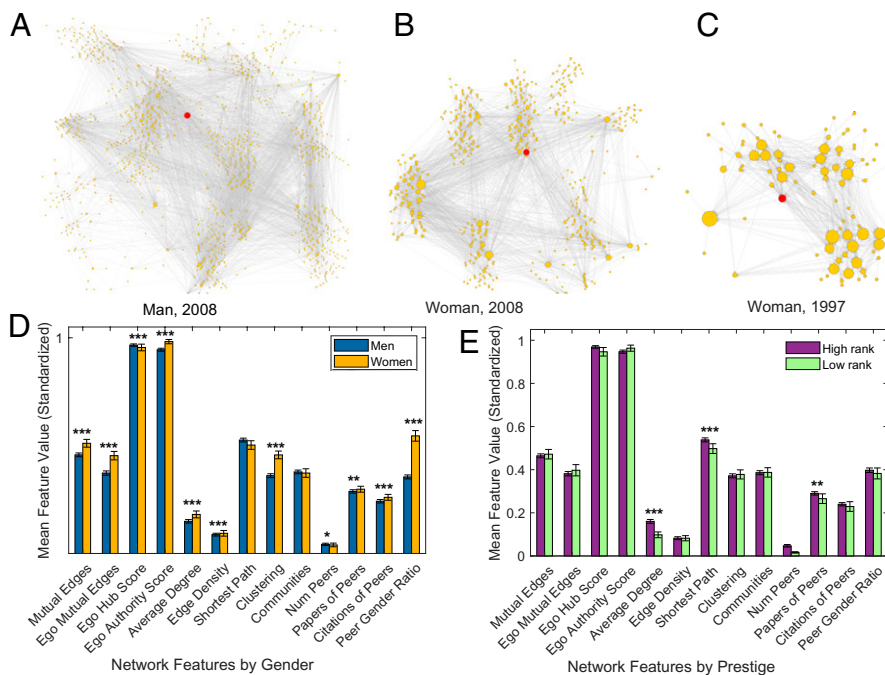 A
B
C
Man, 2008
Woman, 2008
Woman, 1997
D
Mean Feature Value (Standardized)
1
*** *** *** *** *** *** *** * ** *** ***
Men
Women
Mutual Edges
Ego Mutual Edges
Ego Hub Score
Ego Authority Score
Average Degree
Edge Density
Shortest Path
Clustering
Communities
Num Peers
Papers of Peers
Citations of Peers
Peer Gender Ratio
Network Features by Gender
E
Mean Feature Value (Standardized)
1
0.8
0.6
0.4
0.2
0
*** *** **
High rank
Low rank
Mutual Edges
Ego Mutual Edges
Ego Hub Score
Ego Authority Score
Average Degree
Edge Density
Shortest Path
Clustering
Communities
Num Peers
Papers of Peers
Citations of Peers
Peer Gender Ratio
Network Features by Prestige